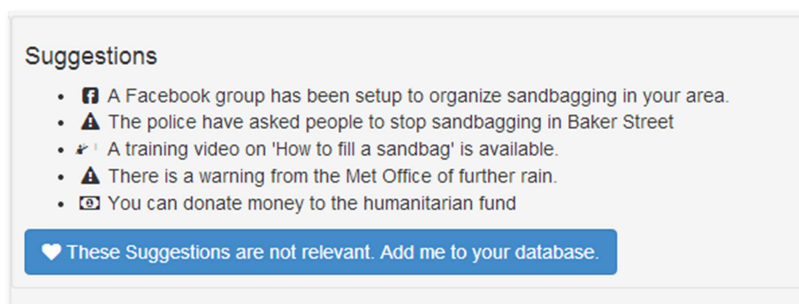 Suggestions
A Facebook group has been setup to organize sandbagging in your area.
The police have asked people to stop sandbagging in Baker Street
A training video on 'How to fill a sandbag' is available.
There is a warning from the Met Office of further rain.
You can donate money to the humanitarian fund
These Suggestions are not relevant. Add me to your database.